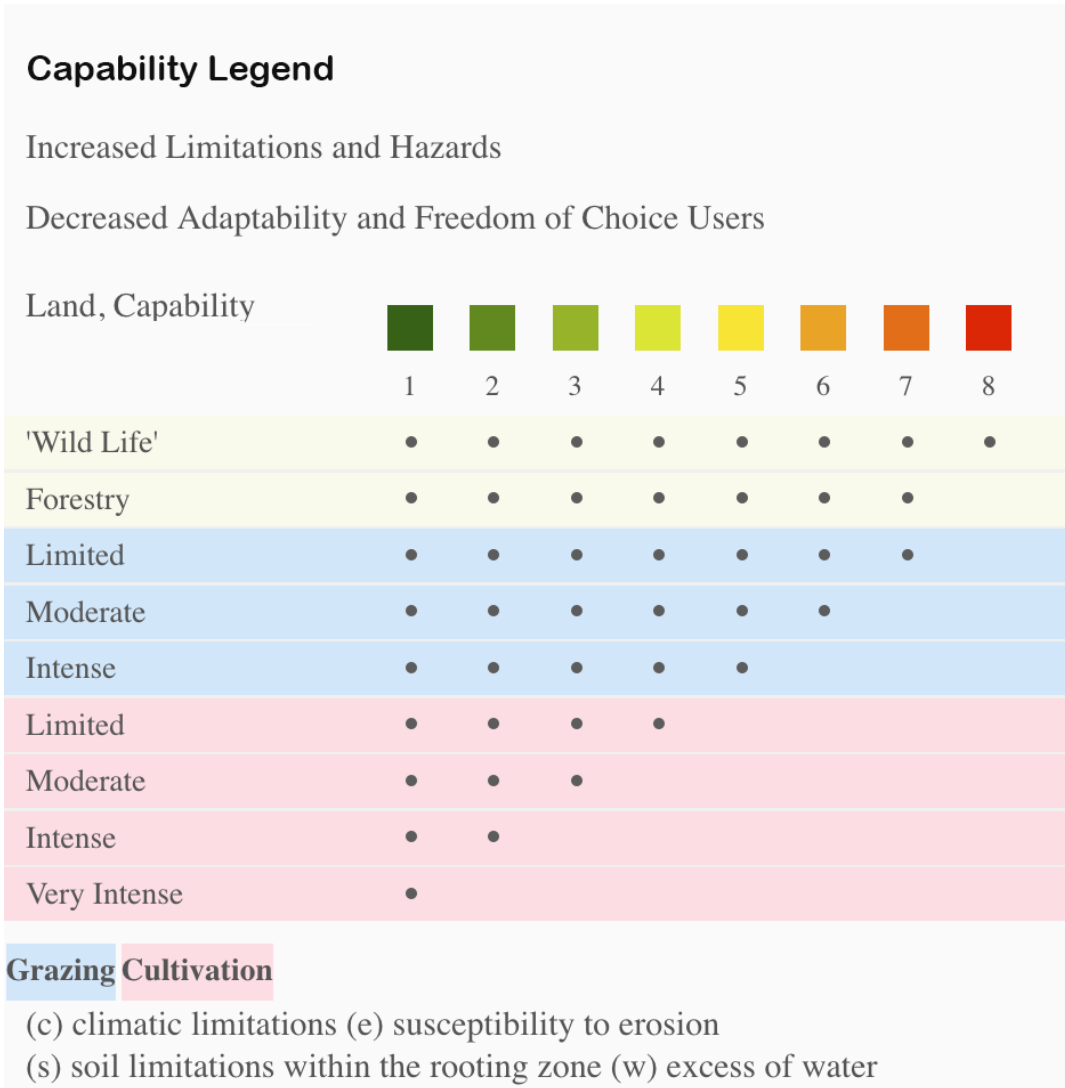 Capability Legend
Increased Limitations and Hazards
Decreased Adaptability and Freedom of Choice Users
Land, Capability
1 2 3 4 5 6 7 8
'Wild Life' • • • • • • • •
Forestry • • • • • • •
Limited • • • • • • •
Moderate • • • • • •
Intense • • • • •
Limited • • • •
Moderate • • •
Intense • •
Very Intense •
Grazing Cultivation
(c) climatic limitations (e) susceptibility to erosion
(s) soil limitations within the rooting zone (w) excess of water